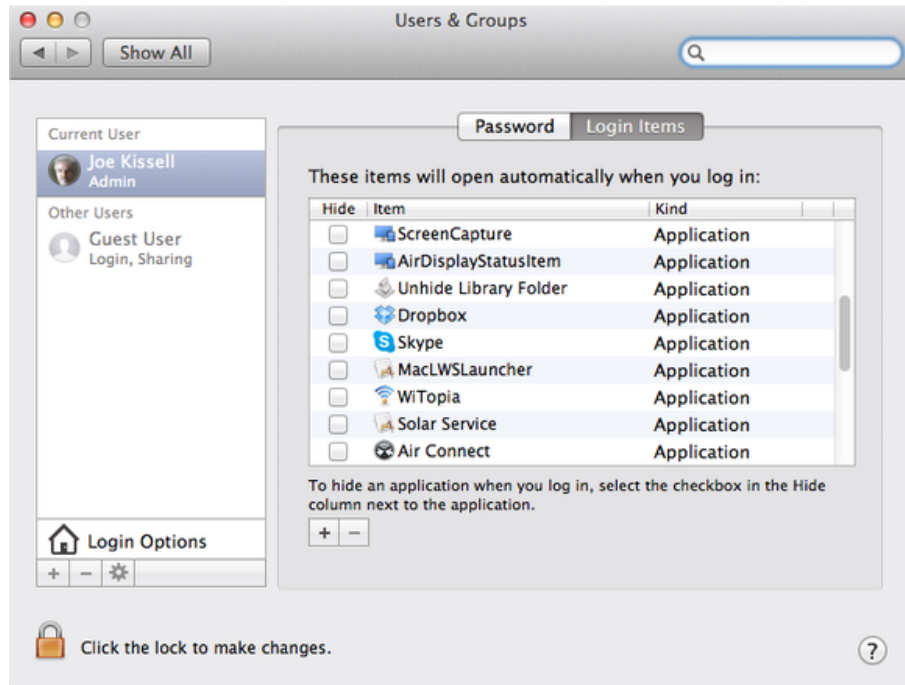 Users & Groups
Show All
Current User
Joe Kissell
Admin
Other Users
Guest User
Login, Sharing
Login Options
Password Login Items
These items will open automatically when you log in:
Hide Item Kind
ScreenCapture Application
AirDisplayStatusItem Application
Unhide Library Folder Application
Dropbox Application
Skype Application
MacLWSLauncher Application
WiTopia Application
Solar Service Application
Air Connect Application
To hide an application when you log in, select the checkbox in the Hide
column next to the application.
+ −
+ −
Click the lock to make changes.
?